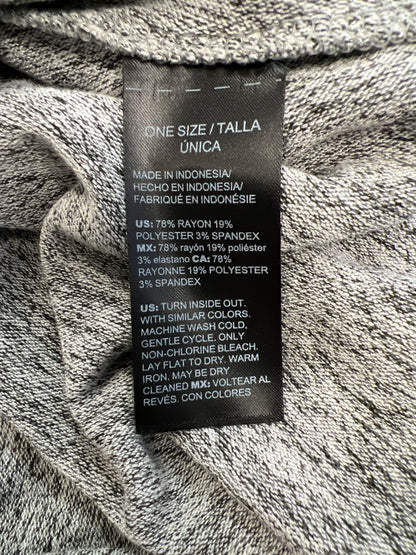 ONE SIZE / TALLA
ÚNICA
MADE IN INDONESIA/
HECHO EN INDONESIA/
FABRIQUÉ EN INDONÉSIE
US: 78% RAYON 19%
POLYESTER 3% SPANDEX
MX: 78% rayón 19% poliéster
3% elastano CA: 78%
RAYONNE 19% POLYESTER
3% SPANDEX
US: TURN INSIDE OUT.
WITH SIMILAR COLORS.
MACHINE WASH COLD,
GENTLE CYCLE. ONLY
NON-CHLORINE BLEACH.
LAY FLAT TO DRY. WARM
IRON. MAY BE DRY
CLEANED MX: VOLTEAR AL
REVÉS. CON COLORES